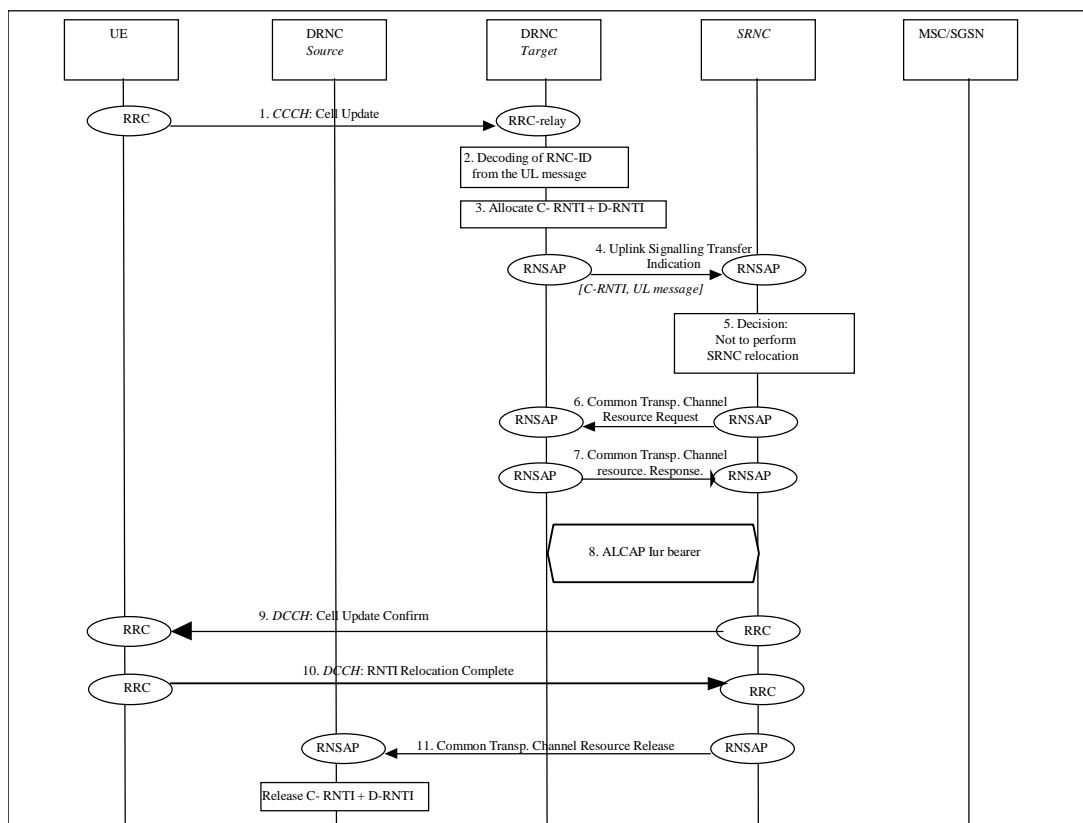 UE
DRNC
Source
DRNC
Target
SRNC
MSC/SGSN
RRC
1. CCCH: Cell Update
RRC-relay
2. Decoding of RNC-ID
from the UL message
3. Allocate C- RNTI + D-RNTI
4. Uplink Signalling Transfer
Indication
RNSAP
RNSAP
[C-RNTI, UL message]
5. Decision:
Not to perform
SRNC relocation
6. Common Transp. Channel
Resource Request
RNSAP
RNSAP
7. Common Transp. Channel
resource. Response.
RNSAP
RNSAP
8. ALCAP Iur bearer
9. DCCH: Cell Update Confirm
RRC
RRC
10. DCCH: RNTI Relocation Complete
RRC
RRC
RNSAP
11. Common Transp. Channel Resource Release
RNSAP
Release C- RNTI + D-RNTI